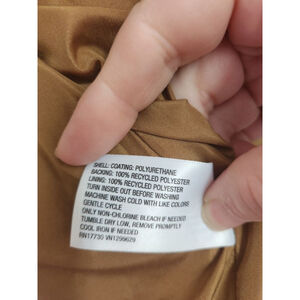 SHELL: COATING: POLYURETHANE
BACKING: 100% RECYCLED POLYESTER
LINING: 100% RECYCLED POLYESTER
TURN INSIDE OUT BEFORE WASHING
MACHINE WASH COLD WITH LIKE COLORS
GENTLE CYCLE
ONLY NON-CHLORINE BLEACH IF NEEDED
TUMBLE DRY LOW, REMOVE PROMPTLY
COOL IRON IF NEEDED
RN17730 VN1296629